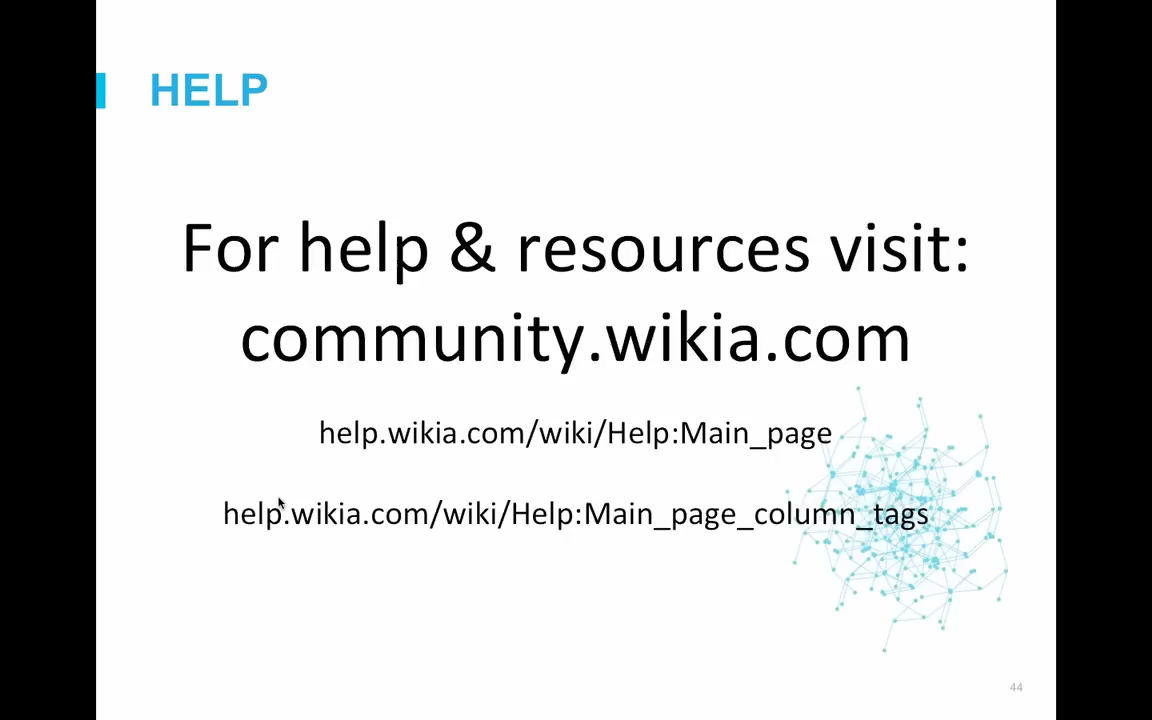 HELP
For help & resources visit:
community.wikia.com
help.wikia.com/wiki/Help:Main_page
help.wikia.com/wiki/Help:Main_page_column_tags
44